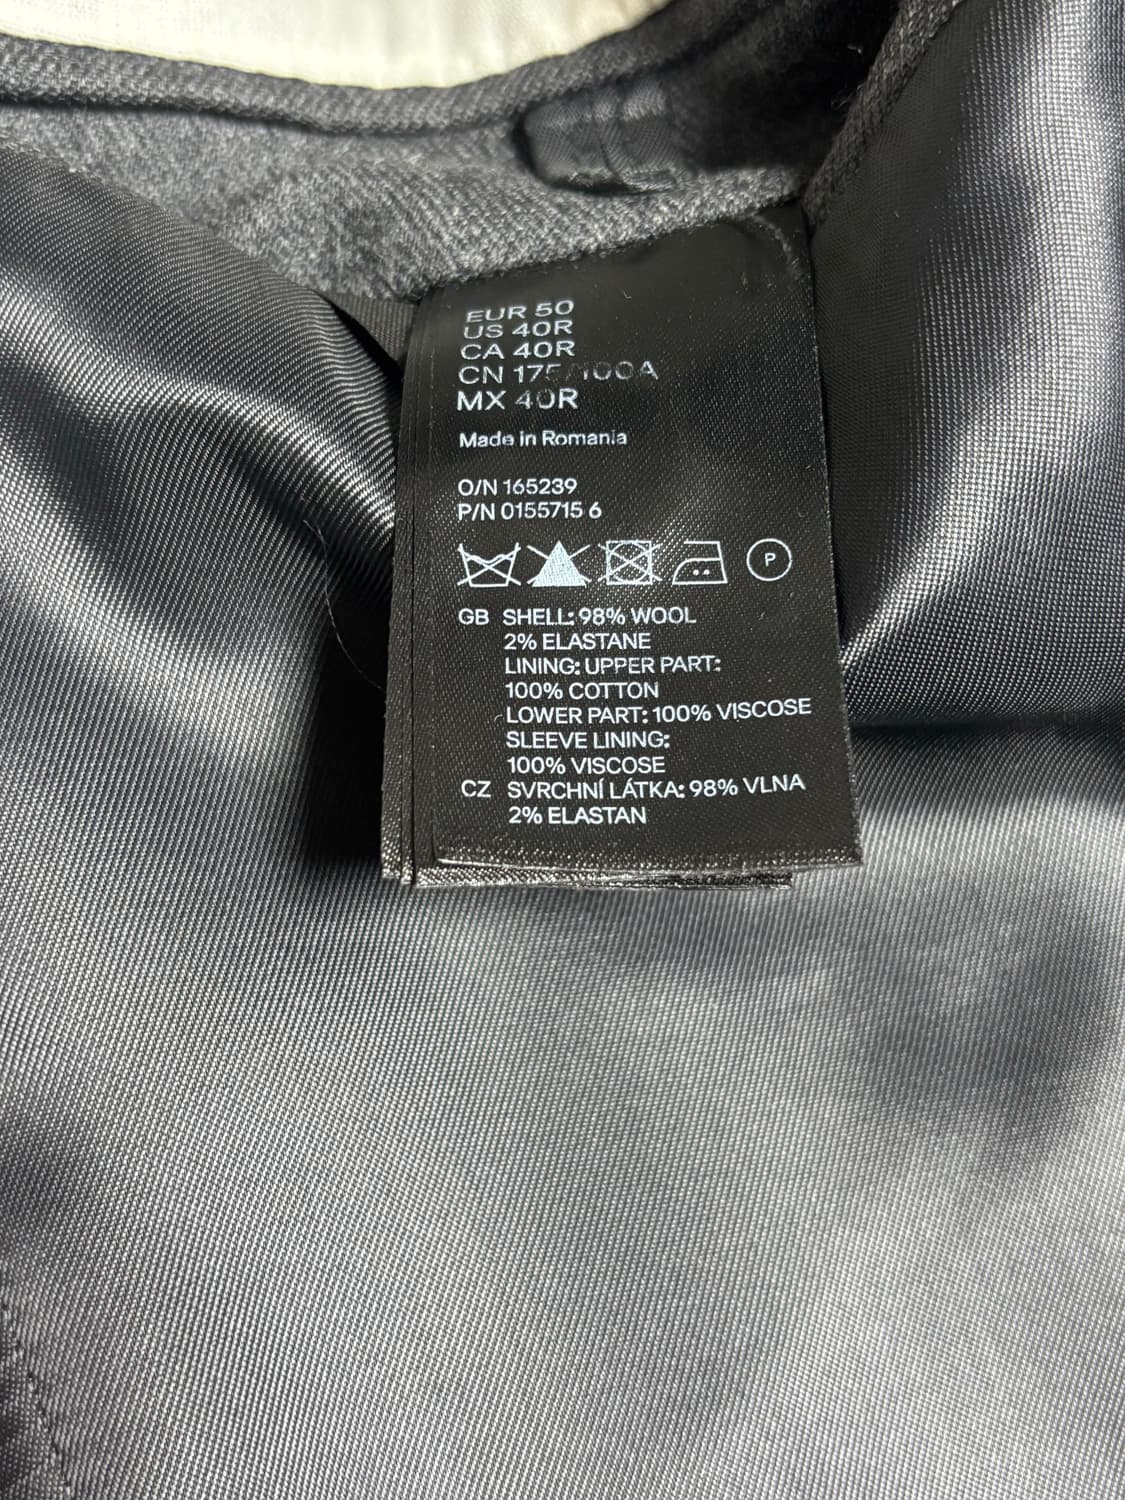 EUR 50
US 40R
CA 40R
CN 175/100A
MX 40R
Made in Romania
O/N 165239
P/N 0155715 6
P
GB SHELL: 98% WOOL
2% ELASTANE
LINING: UPPER PART:
100% COTTON
LOWER PART: 100% VISCOSE
SLEEVE LINING:
100% VISCOSE
CZ SVRCHNÍ LÁTKA: 98% VLNA
2% ELASTAN